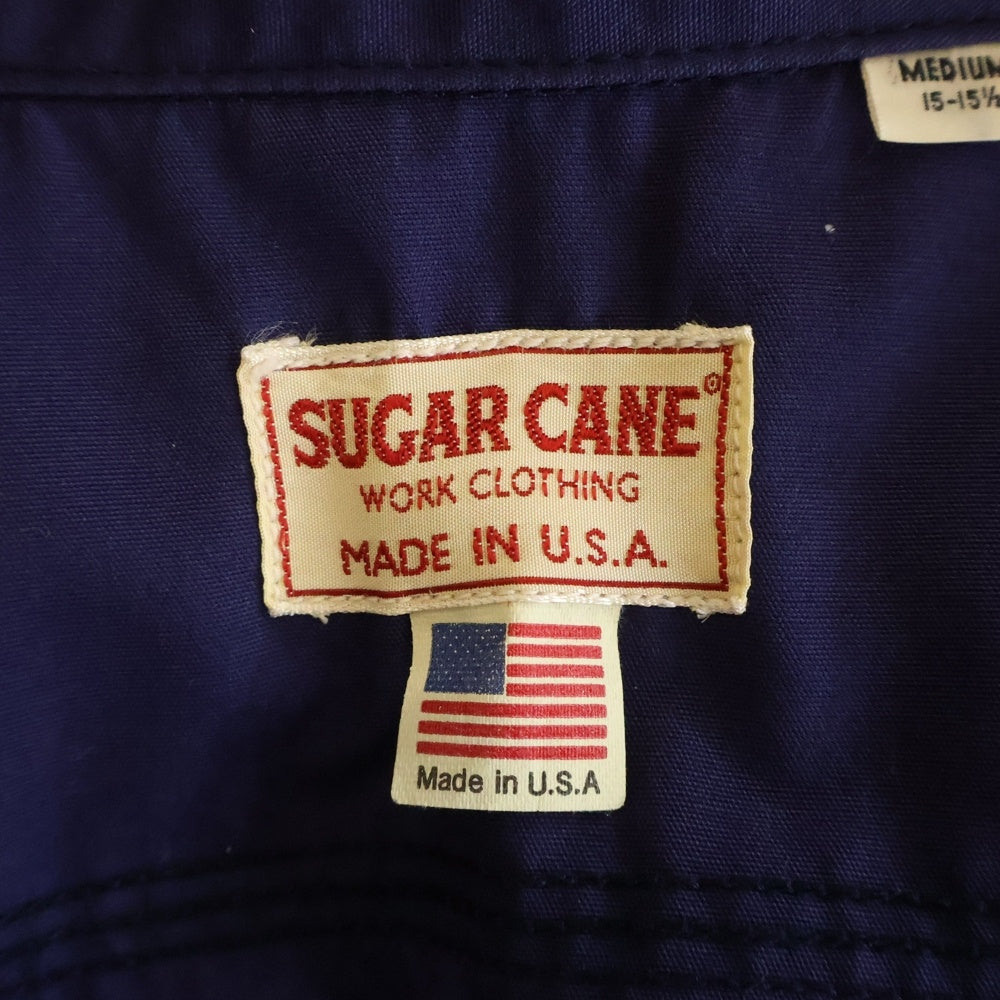 MEDIUM
15-15½
SUGAR CANE®
WORK CLOTHING
MADE IN U.S.A.
Made in U.S.A